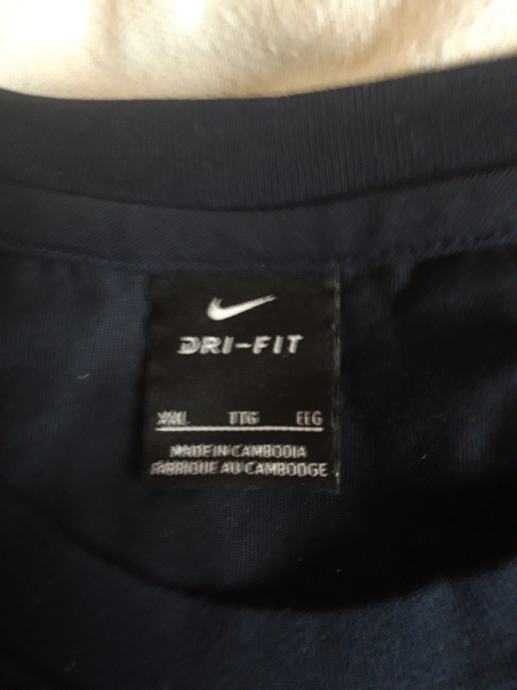 DRI-FIT
XXL TTG EEG
MADE IN CAMBODIA
FABRIQUE AU CAMBODGE